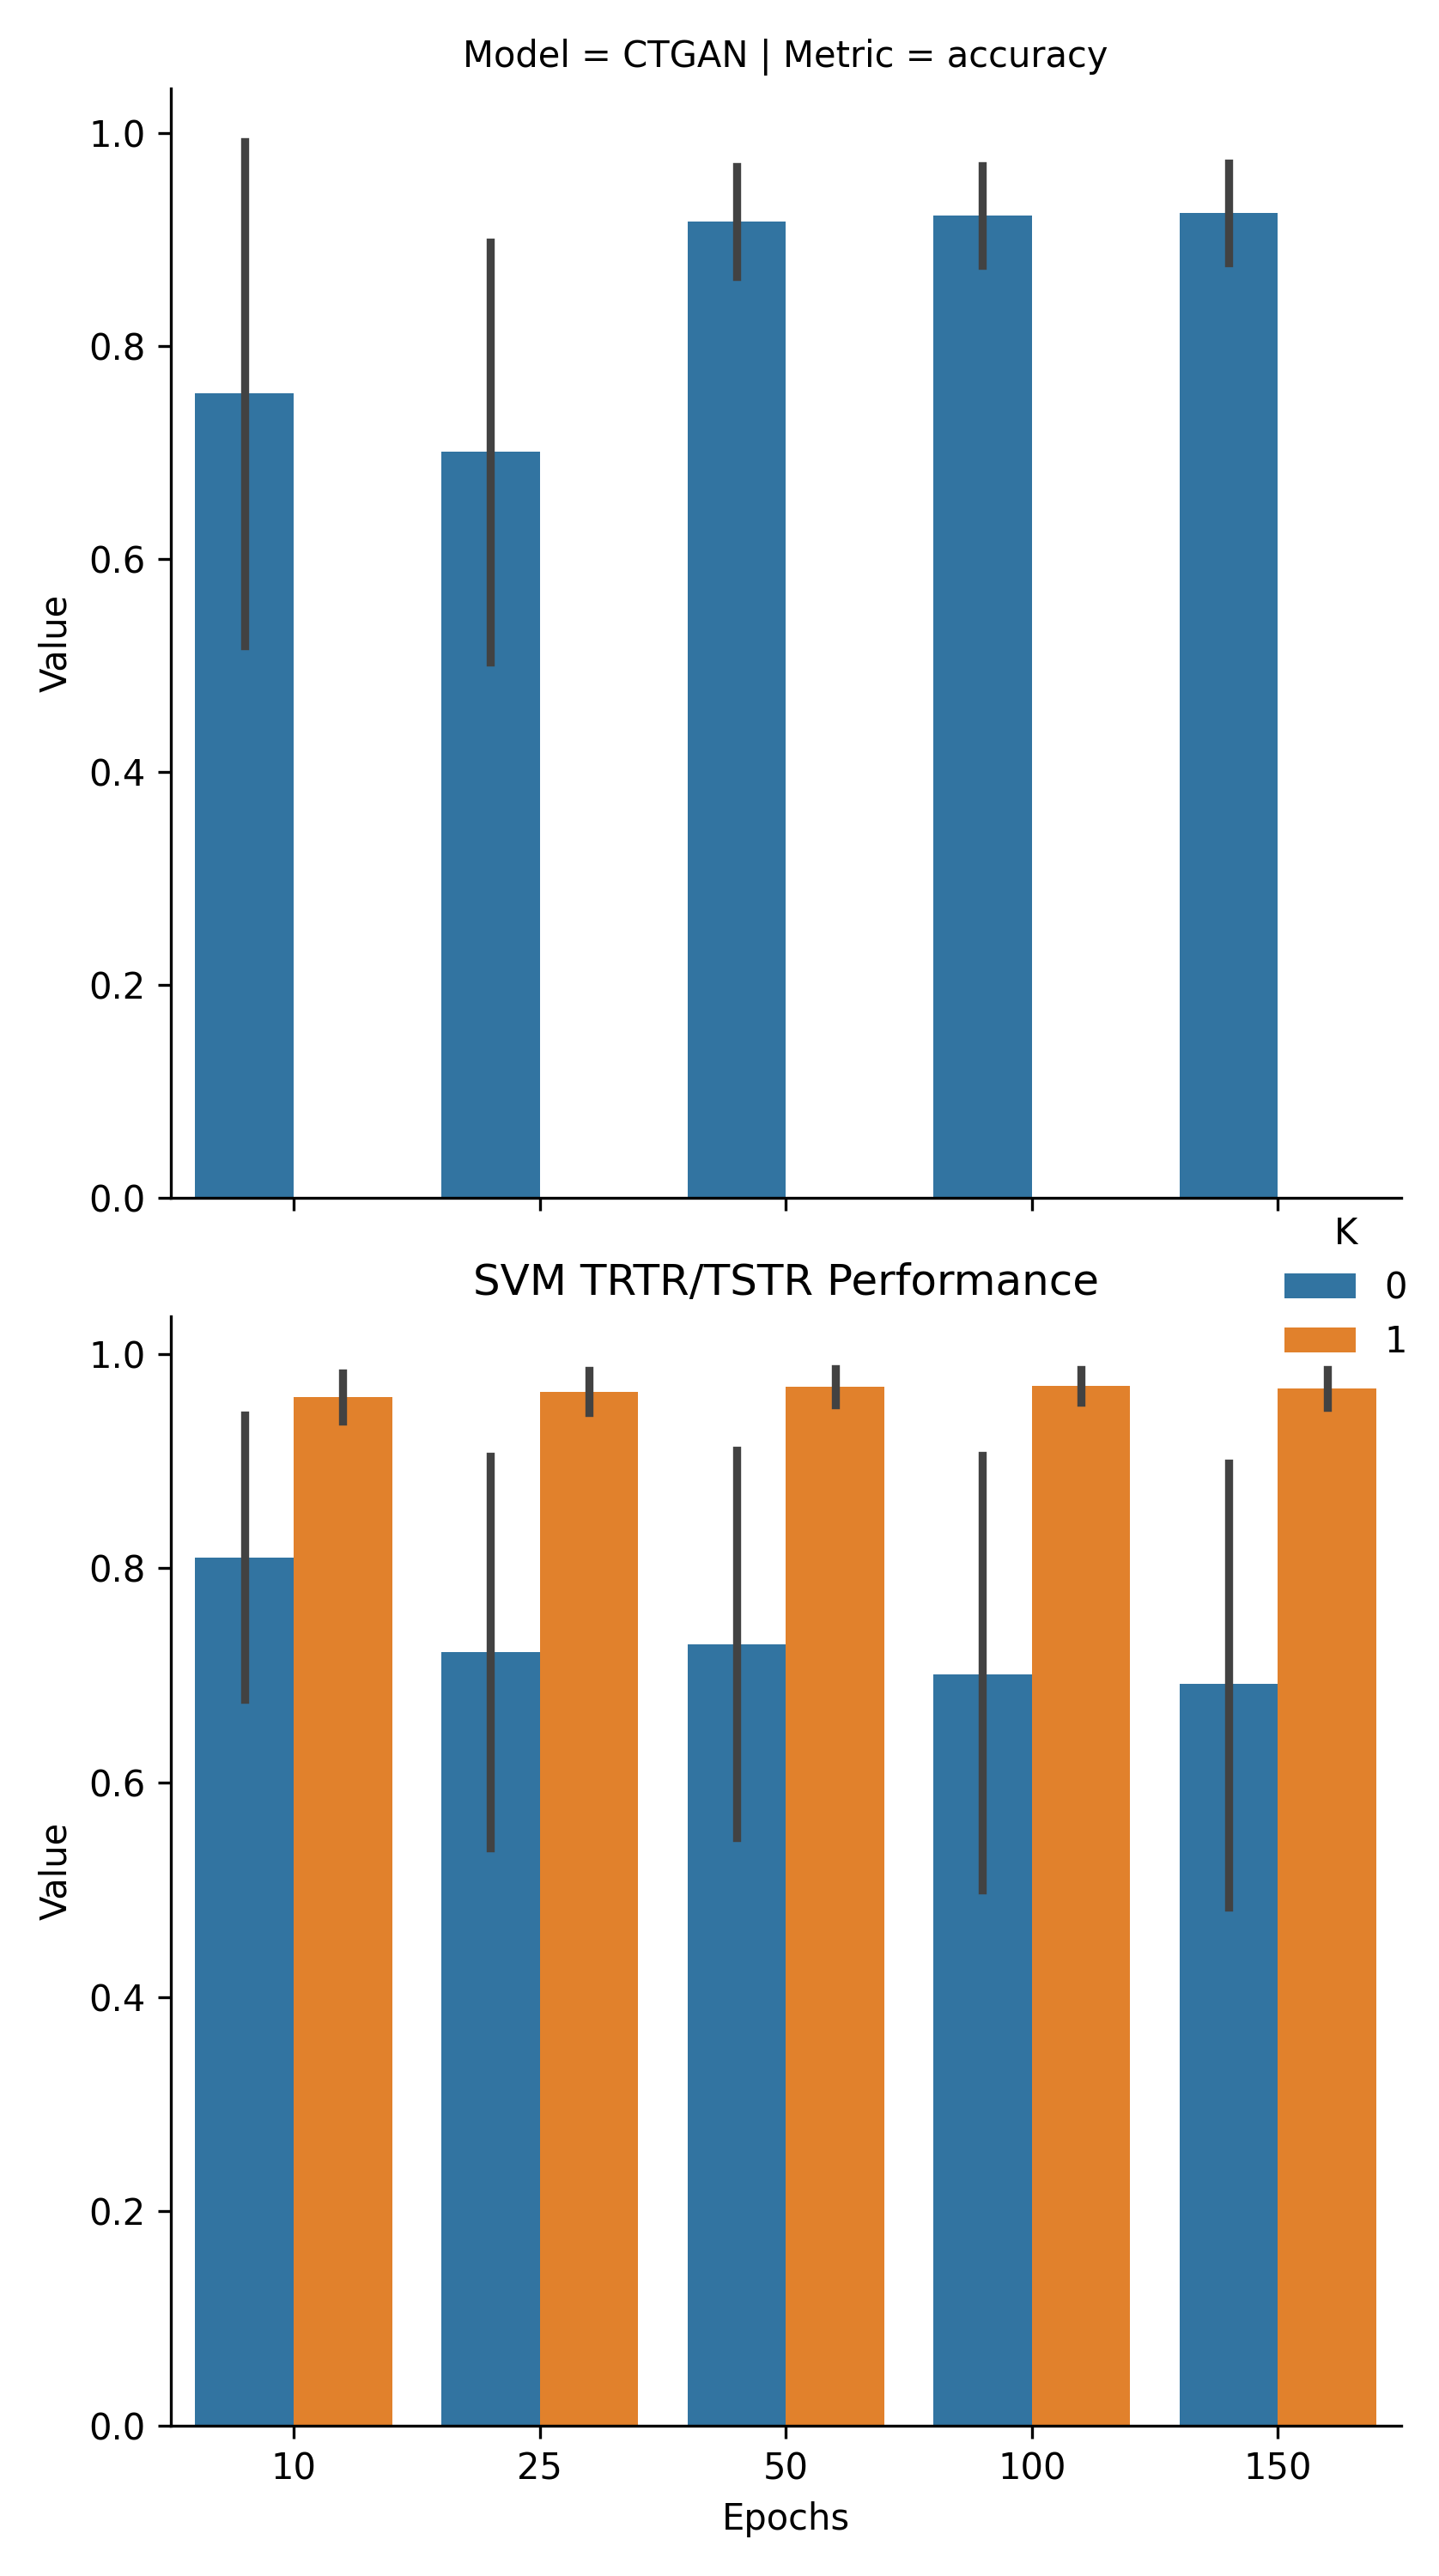 Model = CTGAN | Metric = accuracy
1.0
0.8
0.6
0.4
0.2
0.0
Value
K
0
1
SVM TRTR/TSTR Performance
1.0
0.8
0.6
0.4
0.2
0.0
Value
10 25 50 100 150
Epochs